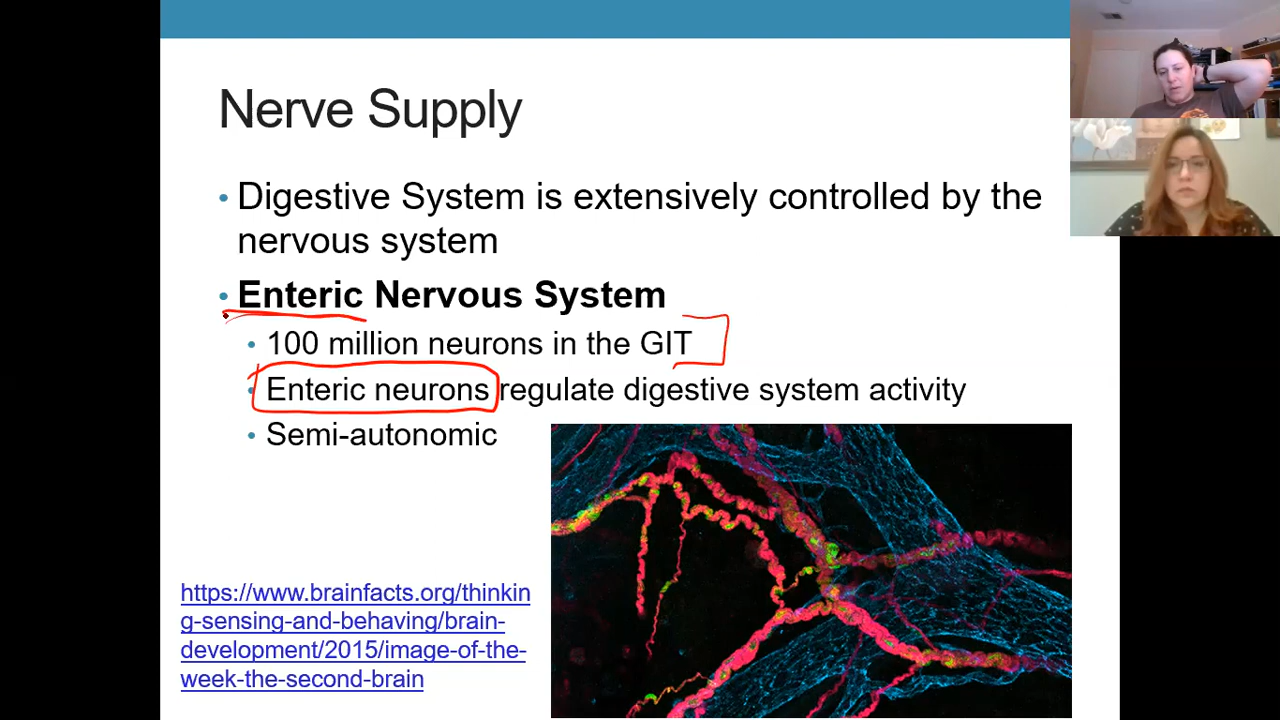 Nerve Supply
• Digestive System is extensively controlled by the
nervous system
• Enteric Nervous System
• 100 million neurons in the GIT
• Enteric neurons regulate digestive system activity
• Semi-autonomic
https://www.brainfacts.org/thinkin
g-sensing-and-behaving/brain-
development/2015/image-of-the-
week-the-second-brain